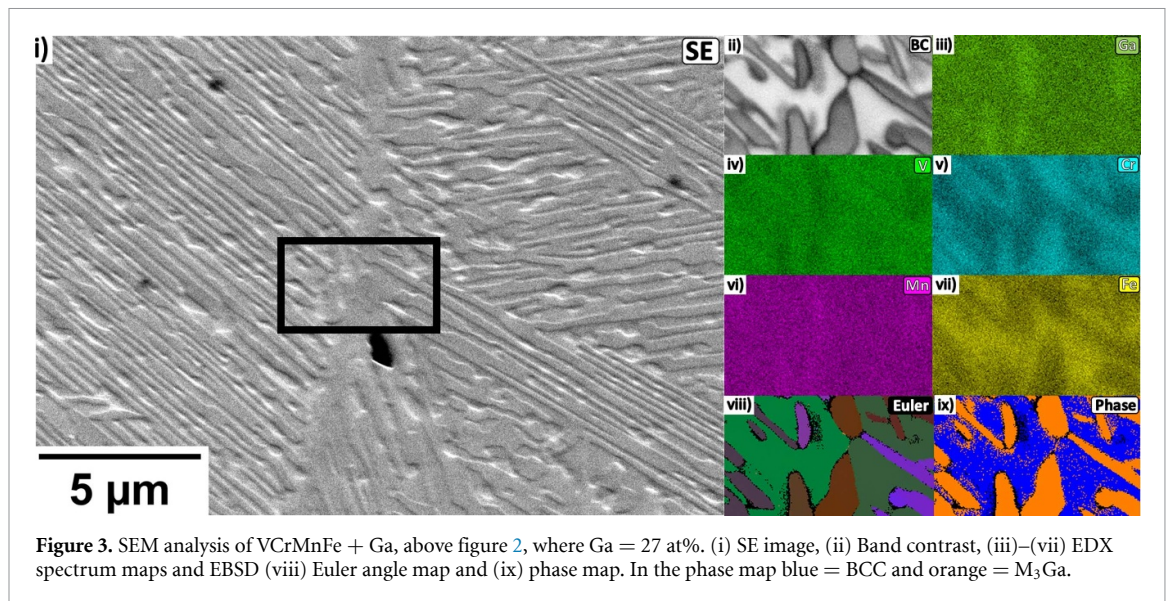 i)
SE
5 µm
ii)
BC
iii)
Ga
iv)
V
v)
Cr
vi)
Mn
vii)
Fe
viii)
Euler
ix)
Phase
Figure 3. SEM analysis of VCrMnFe + Ga, above figure 2, where Ga = 27 at%. (i) SE image, (ii) Band contrast, (iii)–(vii) EDX
spectrum maps and EBSD (viii) Euler angle map and (ix) phase map. In the phase map blue = BCC and orange = M₃Ga.